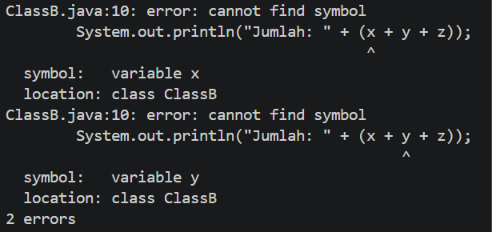 ClassB.java:10: error: cannot find symbol
        System.out.println("Jumlah: " + (x + y + z));
                                         ^
  symbol:   variable x
  location: class ClassB
ClassB.java:10: error: cannot find symbol
        System.out.println("Jumlah: " + (x + y + z));
                                             ^
  symbol:   variable y
  location: class ClassB
2 errors